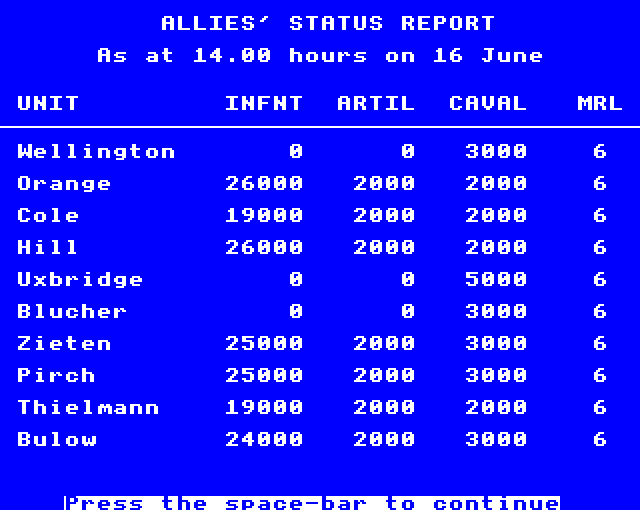 ALLIES' STATUS REPORT
As at 14.00 hours on 16 June
UNIT INFNT ARTIL CAVAL MRL
Wellington 0 0 3000 6
Orange 26000 2000 2000 6
Cole 19000 2000 2000 6
Hill 26000 2000 2000 6
Uxbridge 0 0 5000 6
Blucher 0 0 3000 6
Zieten 25000 2000 3000 6
Pirch 25000 2000 3000 6
Thielmann 19000 2000 2000 6
Bulow 24000 2000 3000 6
Press the space-bar to continue